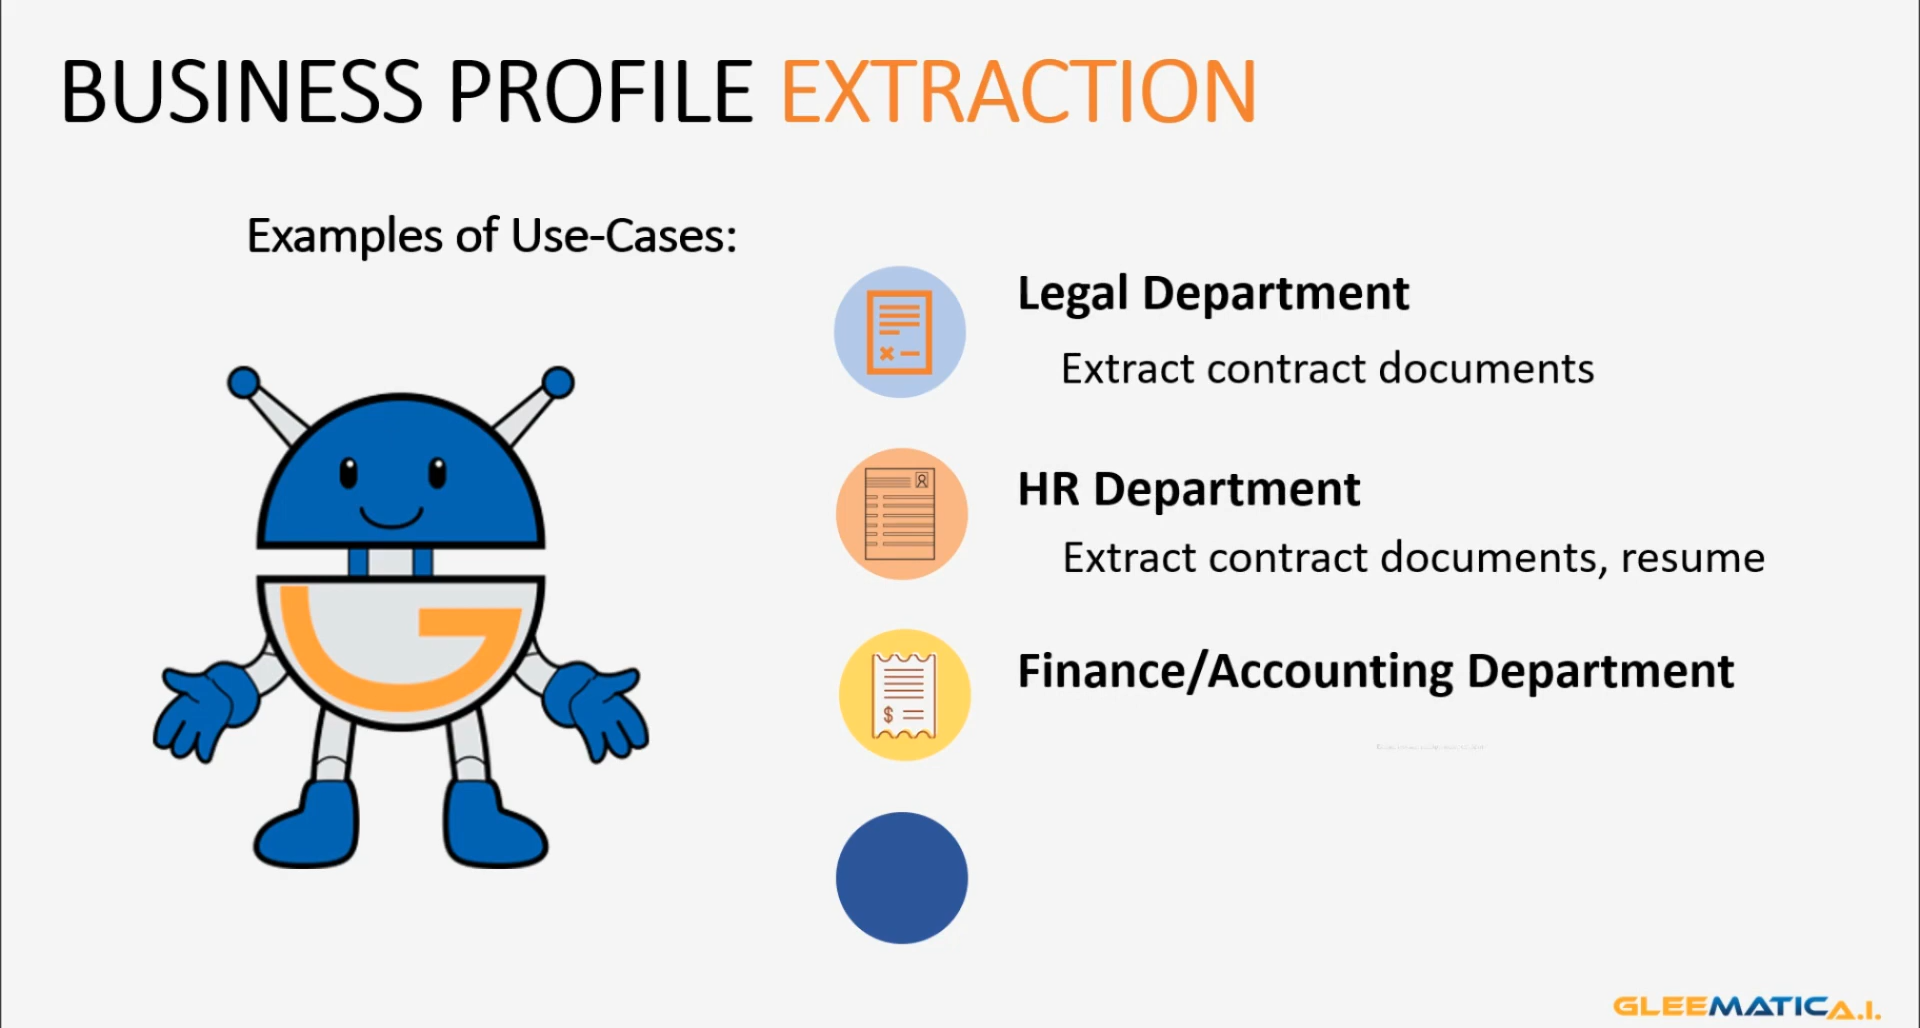 BUSINESS PROFILE EXTRACTION
Examples of Use-Cases:
Legal Department
Extract contract documents
HR Department
Extract contract documents, resume
Finance/Accounting Department
$
G
GLEEMATICA.I.